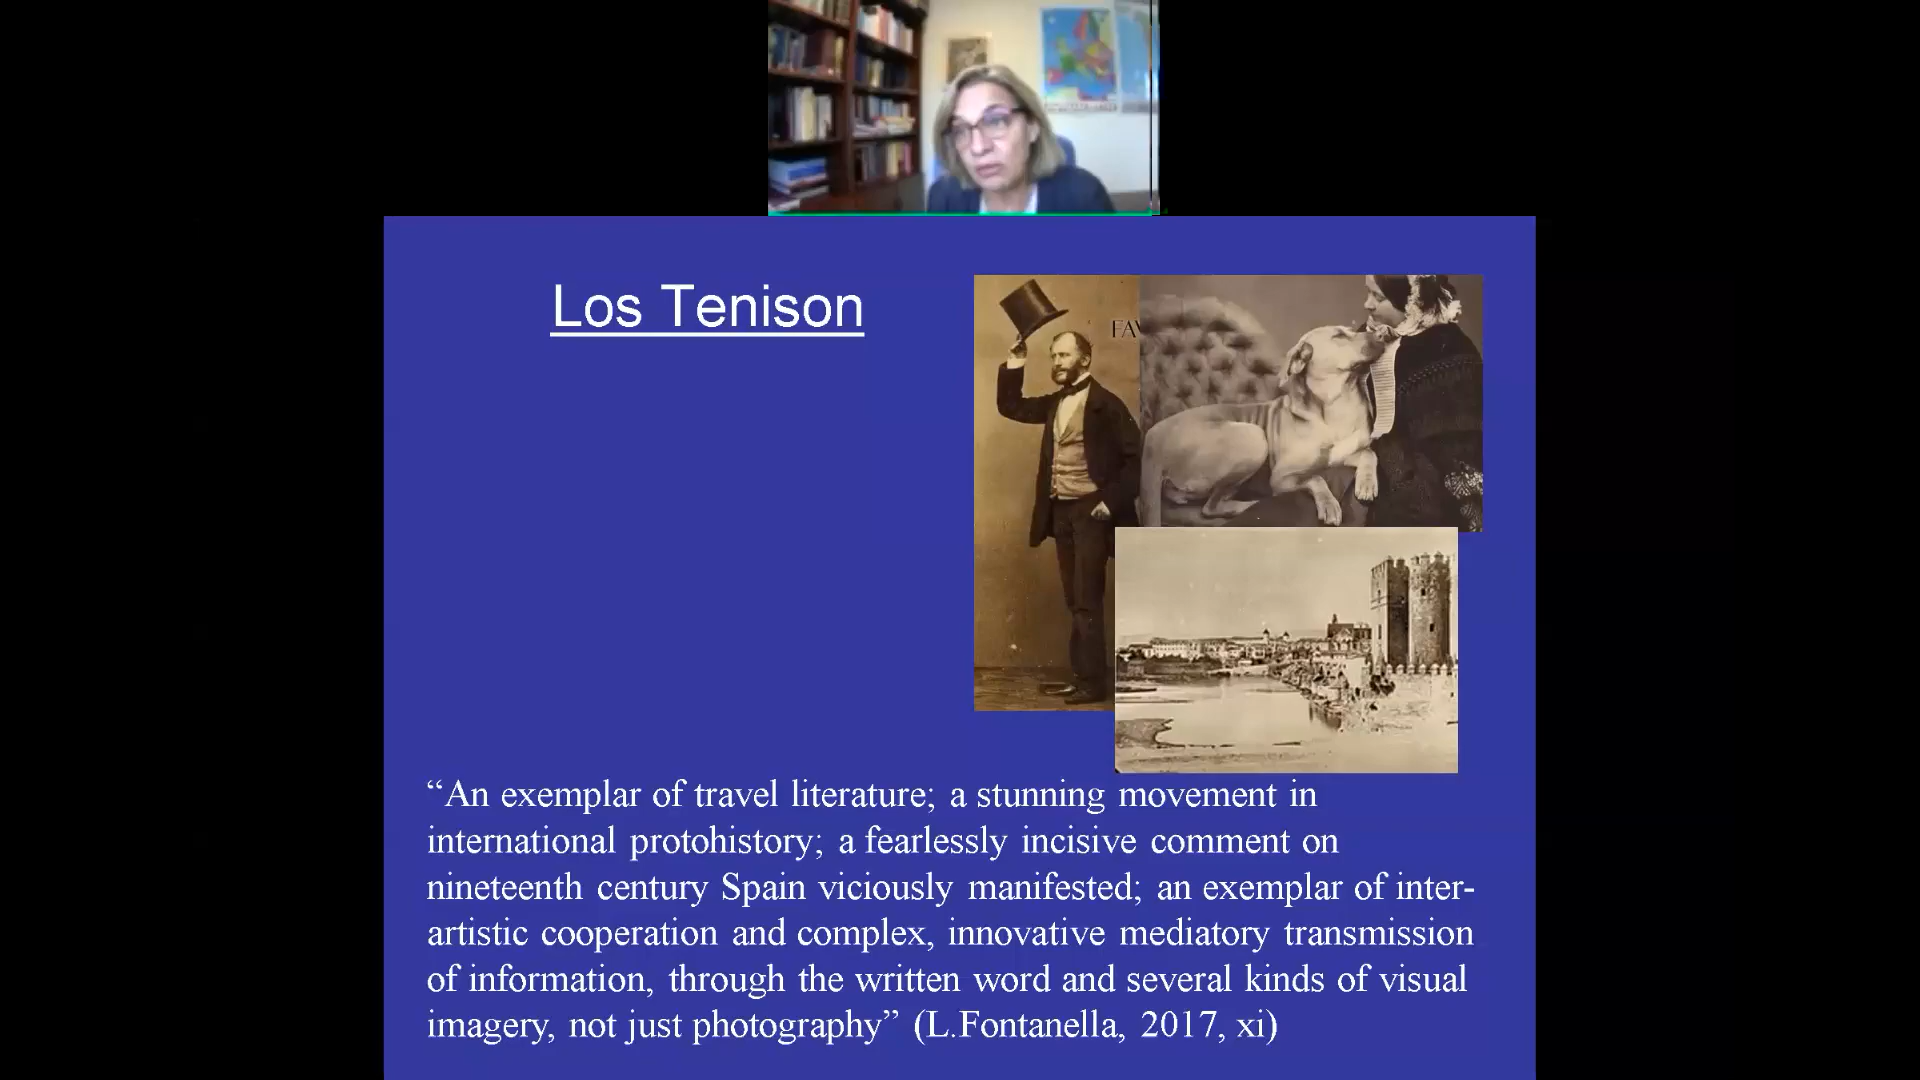 Los Tenison
FAV
“An exemplar of travel literature; a stunning movement in
international protohistory; a fearlessly incisive comment on
nineteenth century Spain viciously manifested; an exemplar of inter-
artistic cooperation and complex, innovative mediatory transmission
of information, through the written word and several kinds of visual
imagery, not just photography” (L.Fontanella, 2017, xi)